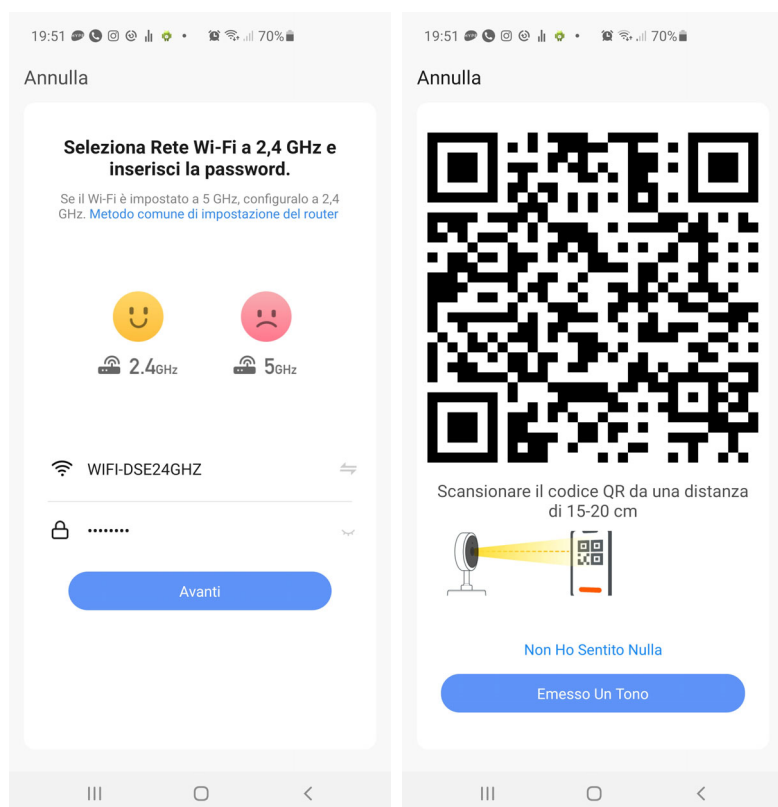 19:51
70%
Annulla
Seleziona Rete Wi-Fi a 2,4 GHz e
inserisci la password.
Se il Wi-Fi è impostato a 5 GHz, configuralo a 2,4
GHz. Metodo comune di impostazione del router
2.4GHz
5GHz
WIFI-DSE24GHZ
••••••••
Avanti
19:51
70%
Annulla
Scansionare il codice QR da una distanza
di 15-20 cm
Non Ho Sentito Nulla
Emesso Un Tono